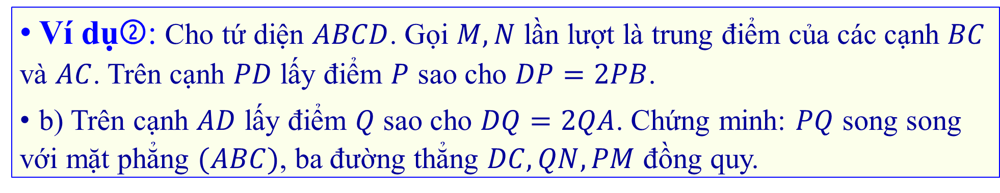 • Ví dụ②: Cho tứ diện ABCD. Gọi M, N lần lượt là trung điểm của các cạnh BC
và AC. Trên cạnh PD lấy điểm P sao cho DP = 2PB.
• b) Trên cạnh AD lấy điểm Q sao cho DQ = 2QA. Chứng minh: PQ song song
với mặt phẳng (ABC), ba đường thẳng DC, QN, PM đồng quy.